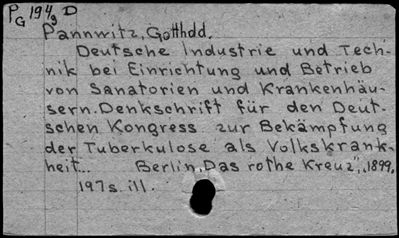 PG 1949 D
Pannwitz, Gotthdd.
Deutsche Industrie und Tech-
nik bei Einrichtung und Betrieb
von Sanatorien und Krankenhäu-
sern. Denkschrift für den Deut-
schen Kongress zur Bekämpfung
der Tuberkulose als Volkskrank-
heit.. Berlin, „Das rothe Kreuz", 1899.
197 s. ill.